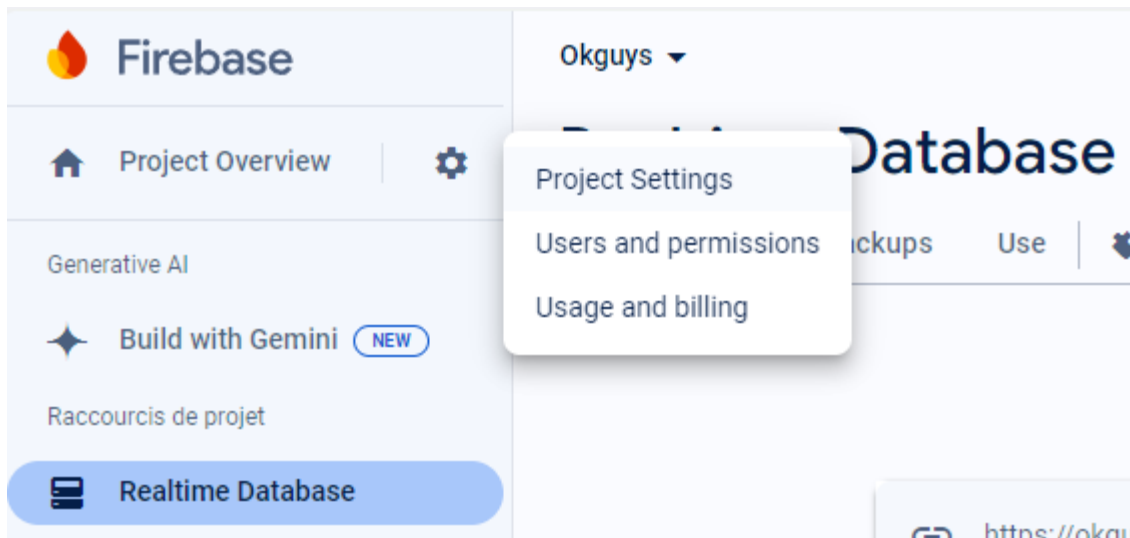 Firebase
Okguys
Project Overview
Database
Project Settings
Users and permissions
Use
Usage and billing
Generative AI
Build with Gemini NEW
Raccourcis de projet
Realtime Database